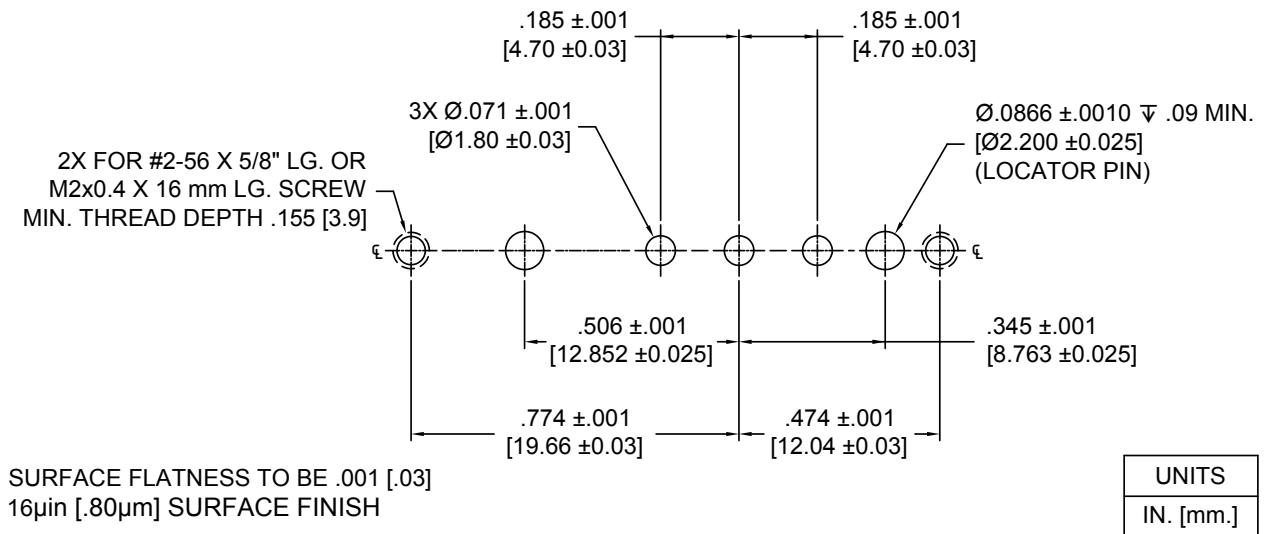 .185 ±.001
[4.70 ±0.03]
.185 ±.001
[4.70 ±0.03]
3X Ø.071 ±.001
[Ø1.80 ±0.03]
Ø.0866 ±.0010 ↧ .09 MIN.
[Ø2.200 ±0.025]
(LOCATOR PIN)
2X FOR #2-56 X 5/8" LG. OR
M2x0.4 X 16 mm LG. SCREW
MIN. THREAD DEPTH .155 [3.9]
℄
℄
.506 ±.001
[12.852 ±0.025]
.345 ±.001
[8.763 ±0.025]
.774 ±.001
[19.66 ±0.03]
.474 ±.001
[12.04 ±0.03]
SURFACE FLATNESS TO BE .001 [.03]
16µin [.80µm] SURFACE FINISH
UNITS
IN. [mm.]